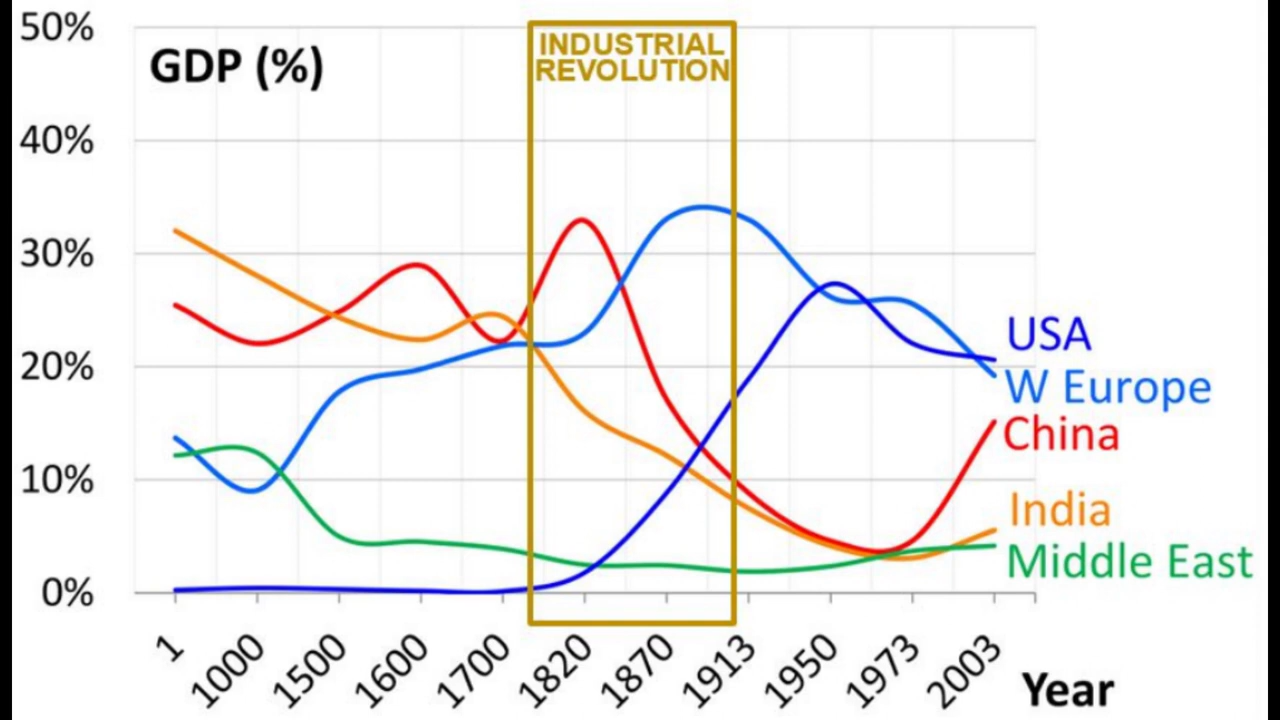 50%
GDP (%)
INDUSTRIAL
REVOLUTION
40%
30%
20%
10%
0%
USA
W Europe
China
India
Middle East
1
1000
1500
1600
1700
1820
1870
1913
1950
1973
2003
Year